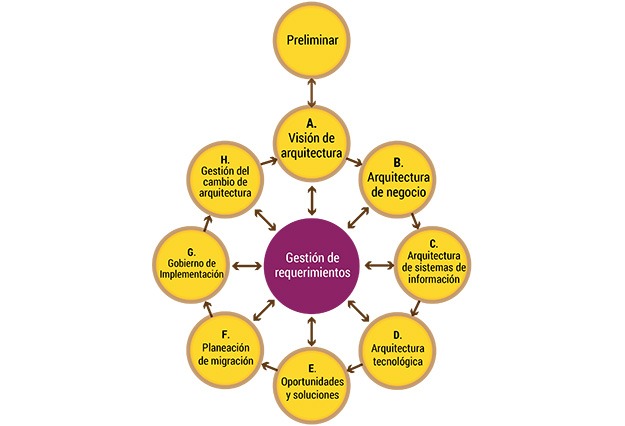 Preliminar
A.
Visión de
arquitectura
B.
Arquitectura
de negocio
C.
Arquitectura
de sistemas de
información
D.
Arquitectura
tecnológica
E.
Oportunidades
y soluciones
F.
Planeación
de migración
G.
Gobierno de
Implementación
H.
Gestión del
cambio de
arquitectura
Gestión de
requerimientos